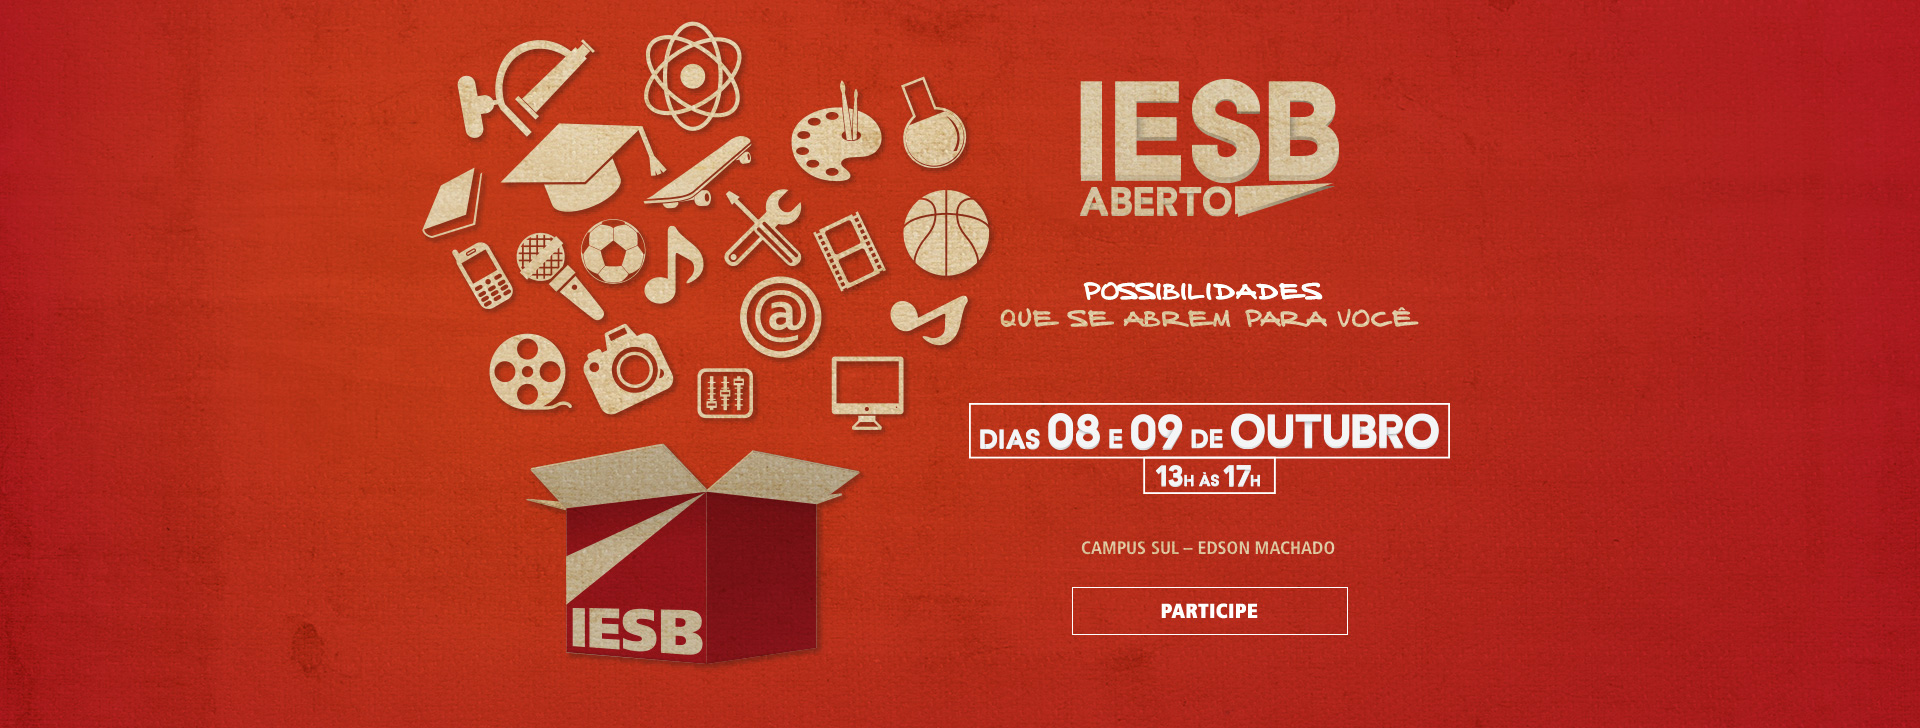 IESB
ABERTO
POSSIBILIDADES
QUE SE ABREM PARA VOCÊ
DIAS 08 E 09 DE OUTUBRO
13H ÀS 17H
CAMPUS SUL – EDSON MACHADO
PARTICIPE
@
IESB